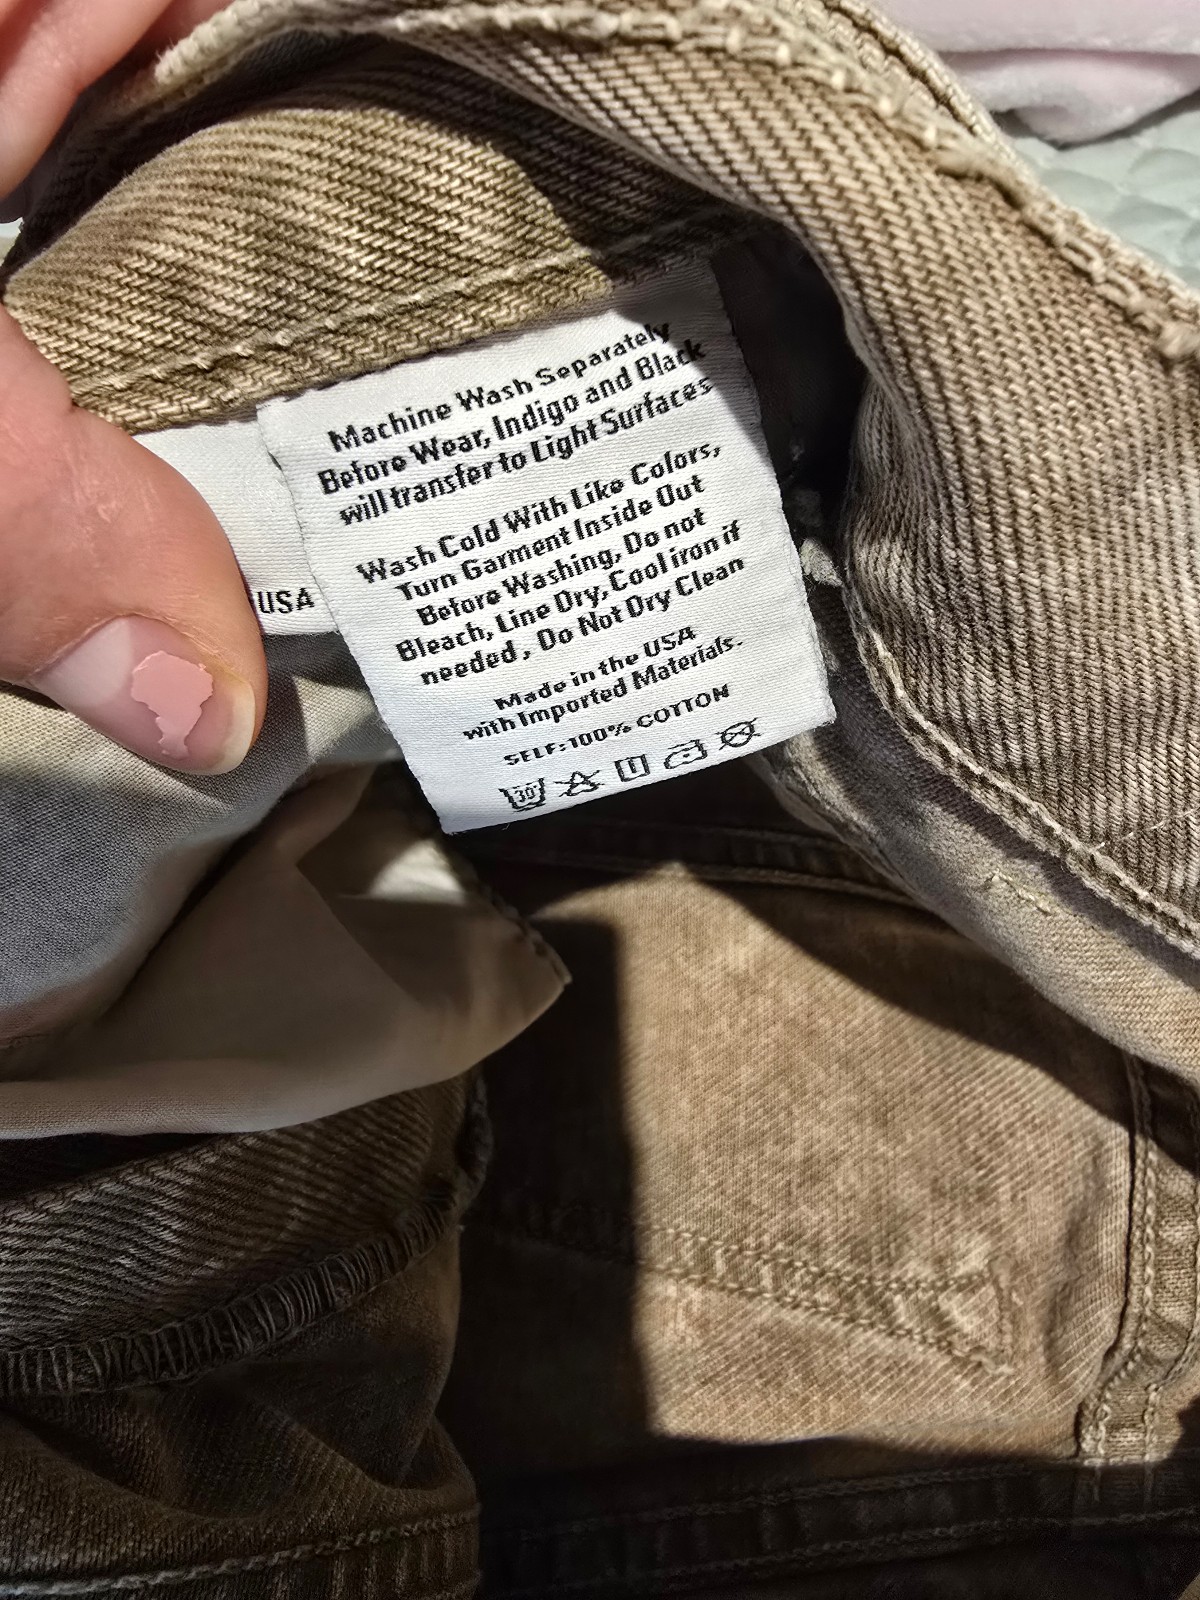 Machine Wash Separately
Before Wear, Indigo and Black
will transfer to Light Surfaces
Wash Cold With Like Colors,
Turn Garment Inside Out
Before Washing, Do not
Bleach, Line Dry, Cool iron if
needed, Do Not Dry Clean
Made in the USA
with Imported Materials.
SELF: 100% COTTON
30°
USA